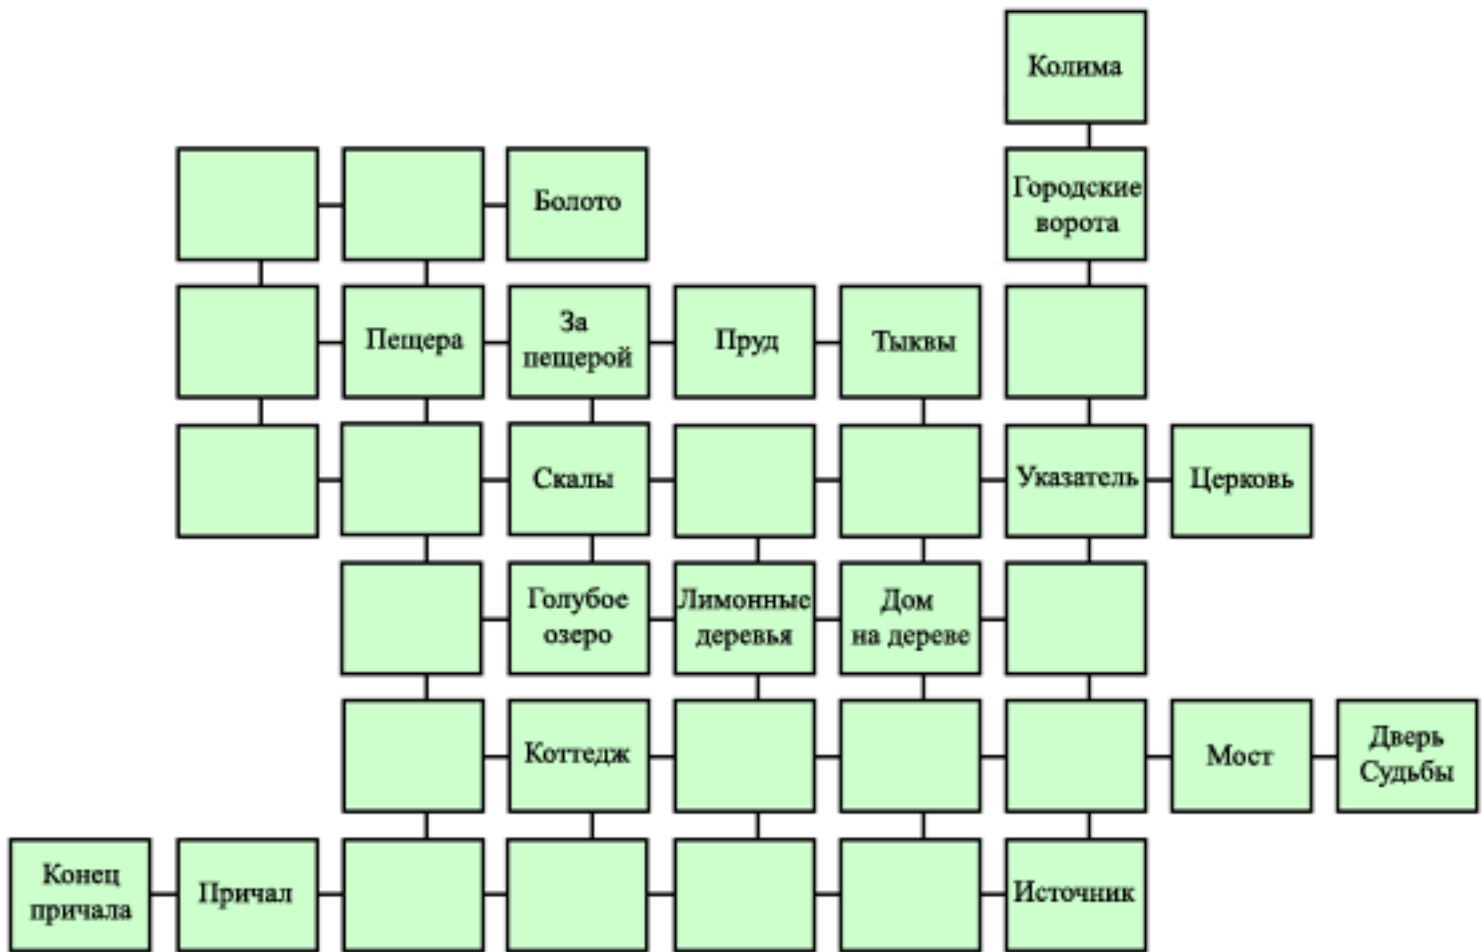 Колима
Болото
Городские
ворота
Пещера
За
пещерой
Пруд
Тыквы
Скалы
Указатель
Церковь
Голубое
озеро
Лимонные
деревья
Дом
на дереве
Коттедж
Мост
Дверь
Судьбы
Конец
причала
Причал
Источник